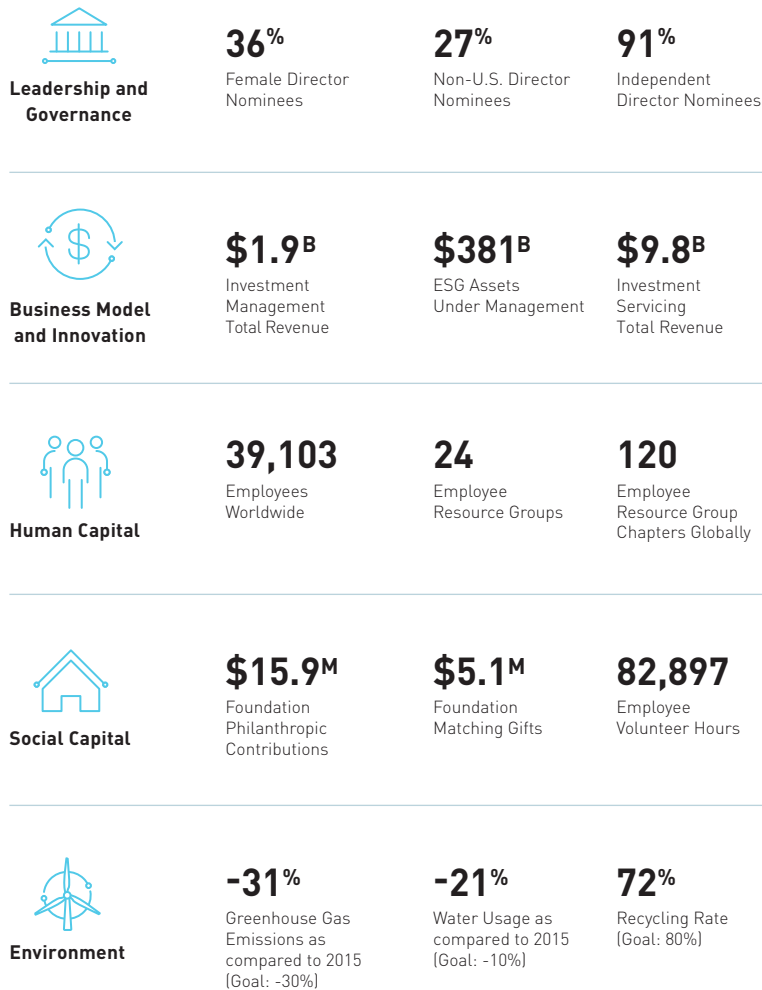 Leadership and
Governance
36%
Female Director
Nominees
27%
Non-U.S. Director
Nominees
91%
Independent
Director Nominees
Business Model
and Innovation
$1.9B
Investment
Management
Total Revenue
$381B
ESG Assets
Under Management
$9.8B
Investment
Servicing
Total Revenue
Human Capital
39,103
Employees
Worldwide
24
Employee
Resource Groups
120
Employee
Resource Group
Chapters Globally
Social Capital
$15.9M
Foundation
Philanthropic
Contributions
$5.1M
Foundation
Matching Gifts
82,897
Employee
Volunteer Hours
Environment
-31%
Greenhouse Gas
Emissions as
compared to 2015
(Goal: -30%)
-21%
Water Usage as
compared to 2015
(Goal: -10%)
72%
Recycling Rate
(Goal: 80%)